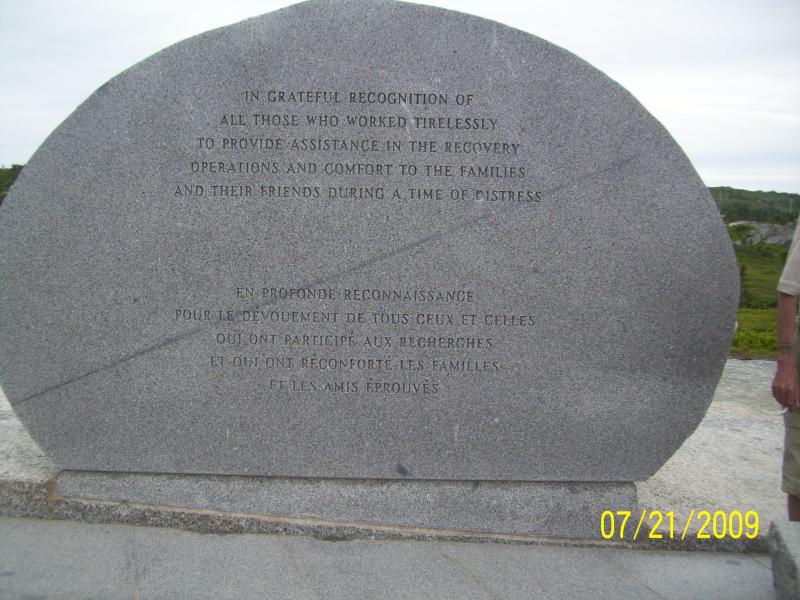 IN GRATEFUL RECOGNITION OF
ALL THOSE WHO WORKED TIRELESSLY
TO PROVIDE ASSISTANCE IN THE RECOVERY
OPERATIONS AND COMFORT TO THE FAMILIES
AND THEIR FRIENDS DURING A TIME OF DISTRESS
EN PROFONDE RECONNAISSANCE
POUR LE DÉVOUEMENT DE TOUS CEUX ET CELLES
QUI ONT PARTICIPÉ AUX RECHERCHES
ET QUI ONT RÉCONFORTÉ LES FAMILLES
ET LES AMIS ÉPROUVÉS
07/21/2009